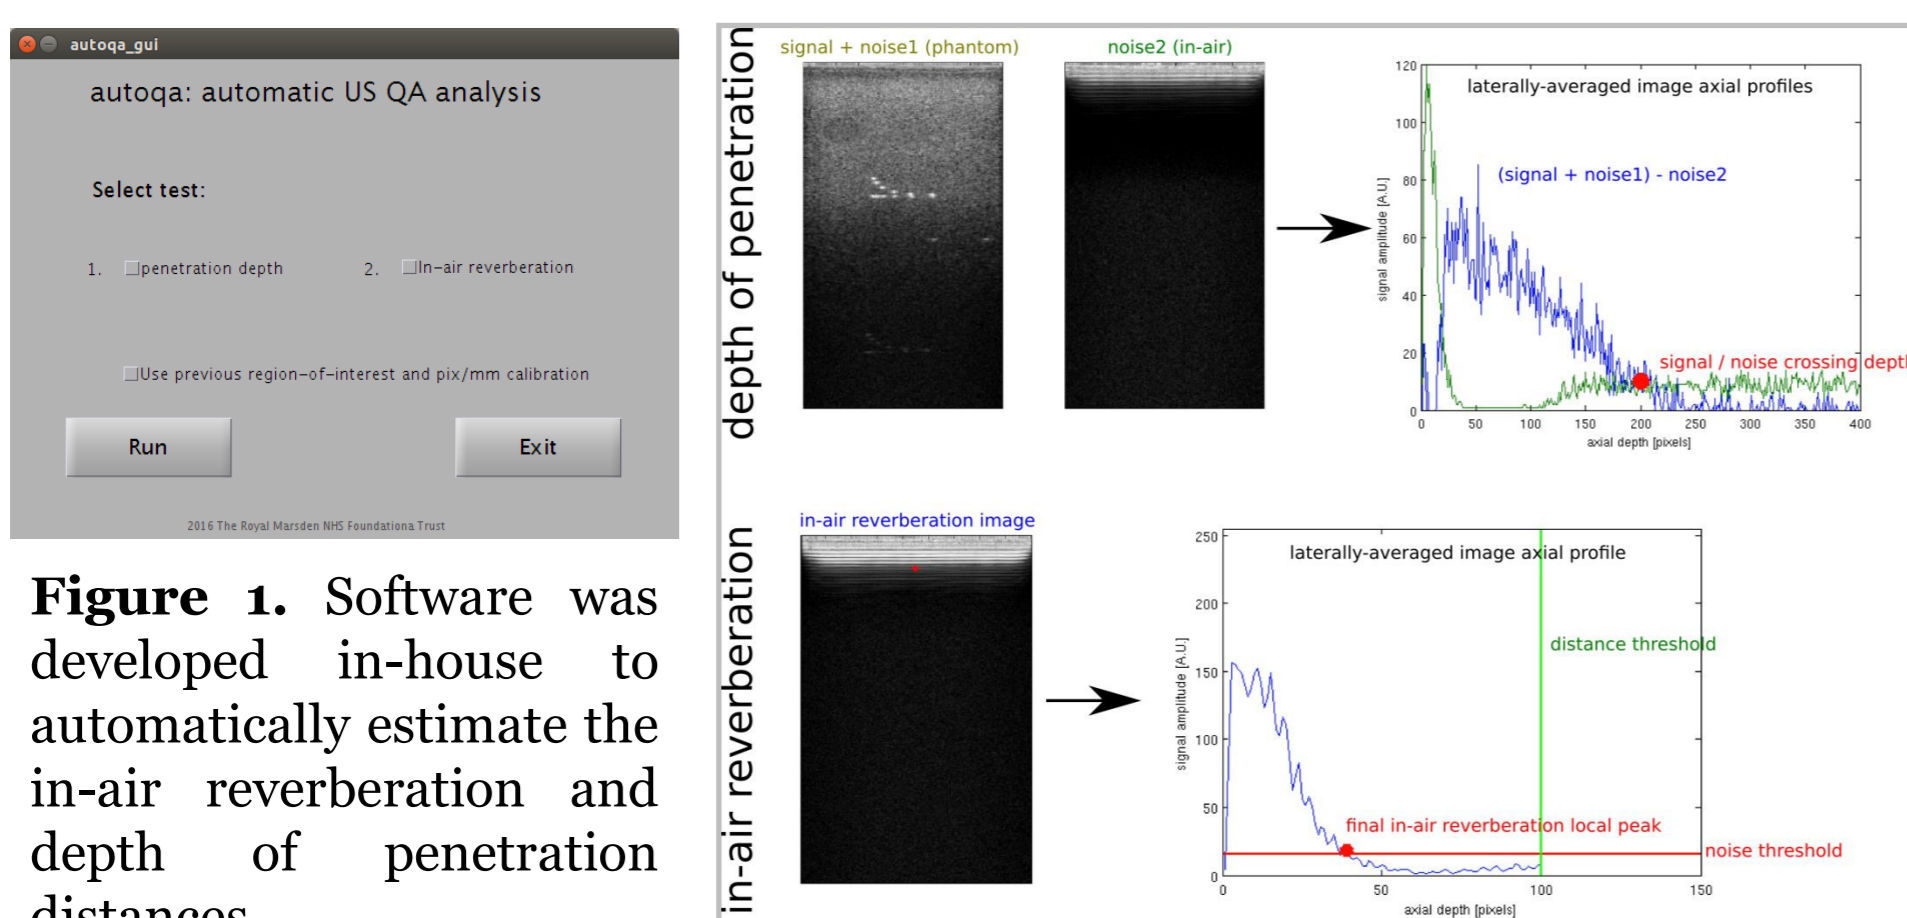 autoqa_gui
autoqa: automatic US QA analysis
Select test:
1. penetration depth 2. In-air reverberation
Use previous region-of-interest and pix/mm calibration
Run Exit
2016 The Royal Marsden NHS Foundationa Trust
Figure 1. Software was
developed in-house to
automatically estimate the
in-air reverberation and
depth of penetration
distances
depth of penetration
signal + noise1 (phantom)
noise2 (in-air)
laterally-averaged image axial profiles
(signal + noise1) - noise2
signal / noise crossing depth
signal amplitude [A.U.]
120
100
80
60
40
20
0
0 50 100 150 200 250 300 350 400
axial depth [pixels]
in-air reverberation
in-air reverberation image
laterally-averaged image axial profile
distance threshold
final in-air reverberation local peak
noise threshold
signal amplitude [A.U.]
250
200
150
100
50
0
0 50 100 150
axial depth [pixels]